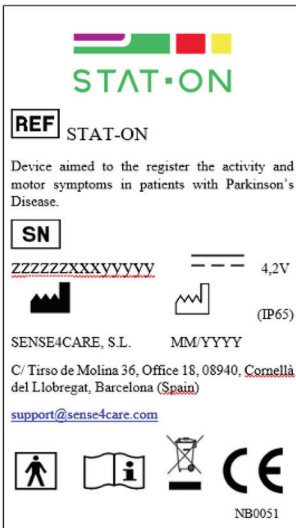 STAT-ON
REF STAT-ON
Device aimed to the register the activity and
motor symptoms in patients with Parkinson's
Disease.
SN
ZZZZZZXXXYYYYY 4,2V
(IP65)
SENSE4CARE, S.L. MM/YYYY
C/ Tirso de Molina 36, Office 18, 08940, Cornellà
del Llobregat, Barcelona (Spain)
support@sense4care.com
i CE
NB0051